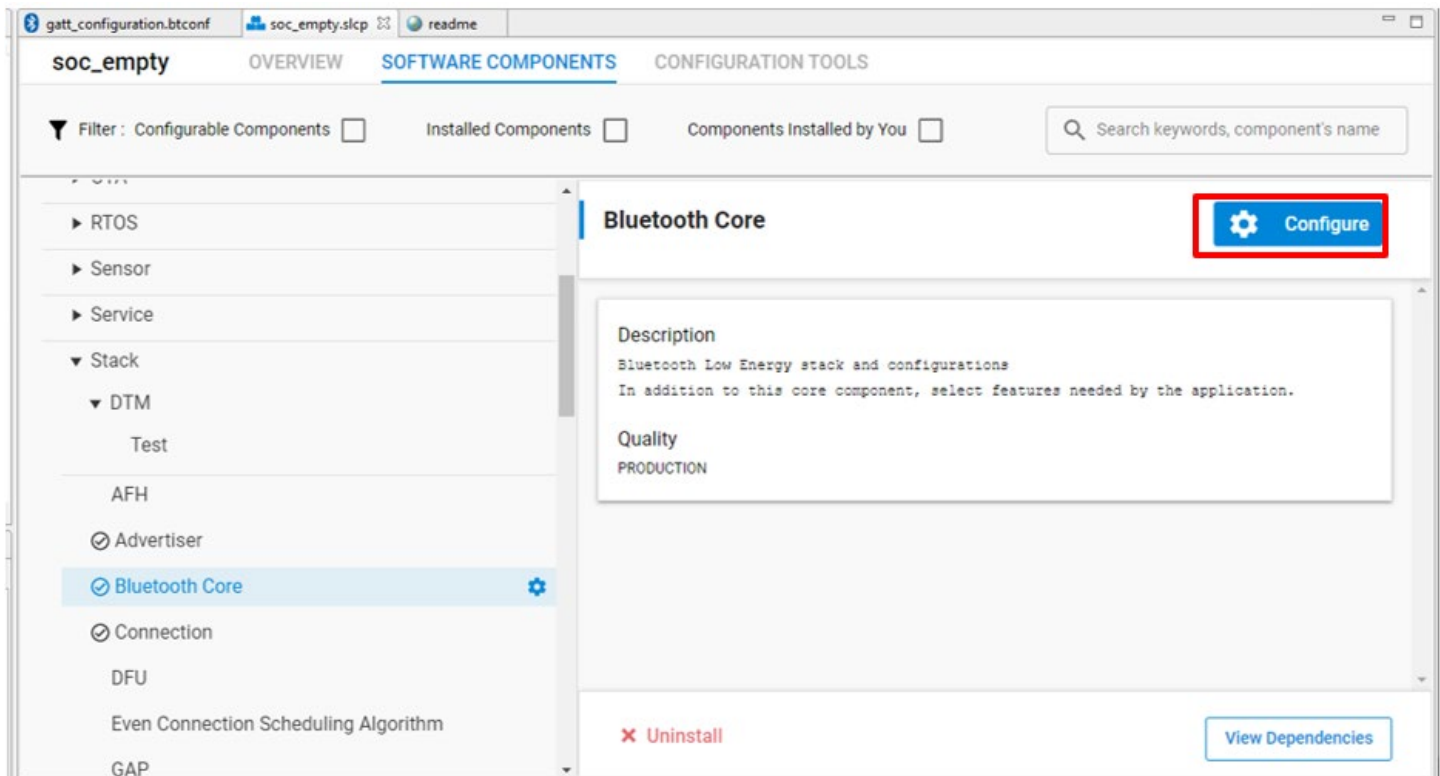 gatt_configuration.btconf
soc_empty.slcp
readme
soc_empty
OVERVIEW
SOFTWARE COMPONENTS
CONFIGURATION TOOLS
Filter : Configurable Components
Installed Components
Components Installed by You
Search keywords, component's name
RTOS
Sensor
Service
Stack
DTM
Test
AFH
Advertiser
Bluetooth Core
Connection
DFU
Even Connection Scheduling Algorithm
GAP
Bluetooth Core
Configure
Description
Bluetooth Low Energy stack and configurations
In addition to this core component, select features needed by the application.
Quality
PRODUCTION
Uninstall
View Dependencies